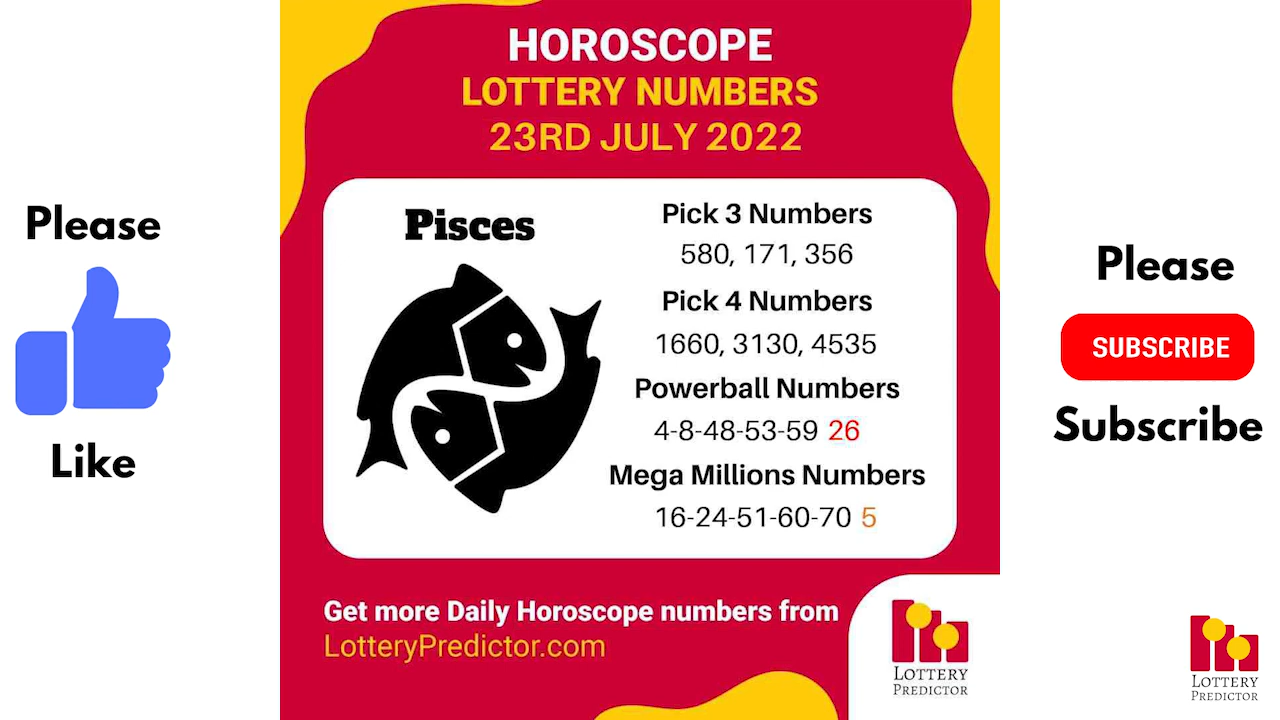 HOROSCOPE
LOTTERY NUMBERS
23RD JULY 2022
Please
Like
Pisces
Pick 3 Numbers
580, 171, 356
Pick 4 Numbers
1660, 3130, 4535
Powerball Numbers
4-8-48-53-59 26
Mega Millions Numbers
16-24-51-60-70 5
Please
SUBSCRIBE
Subscribe
Get more Daily Horoscope numbers from
LotteryPredictor.com
LOTTERY
PREDICTOR
LOTTERY
PREDICTOR